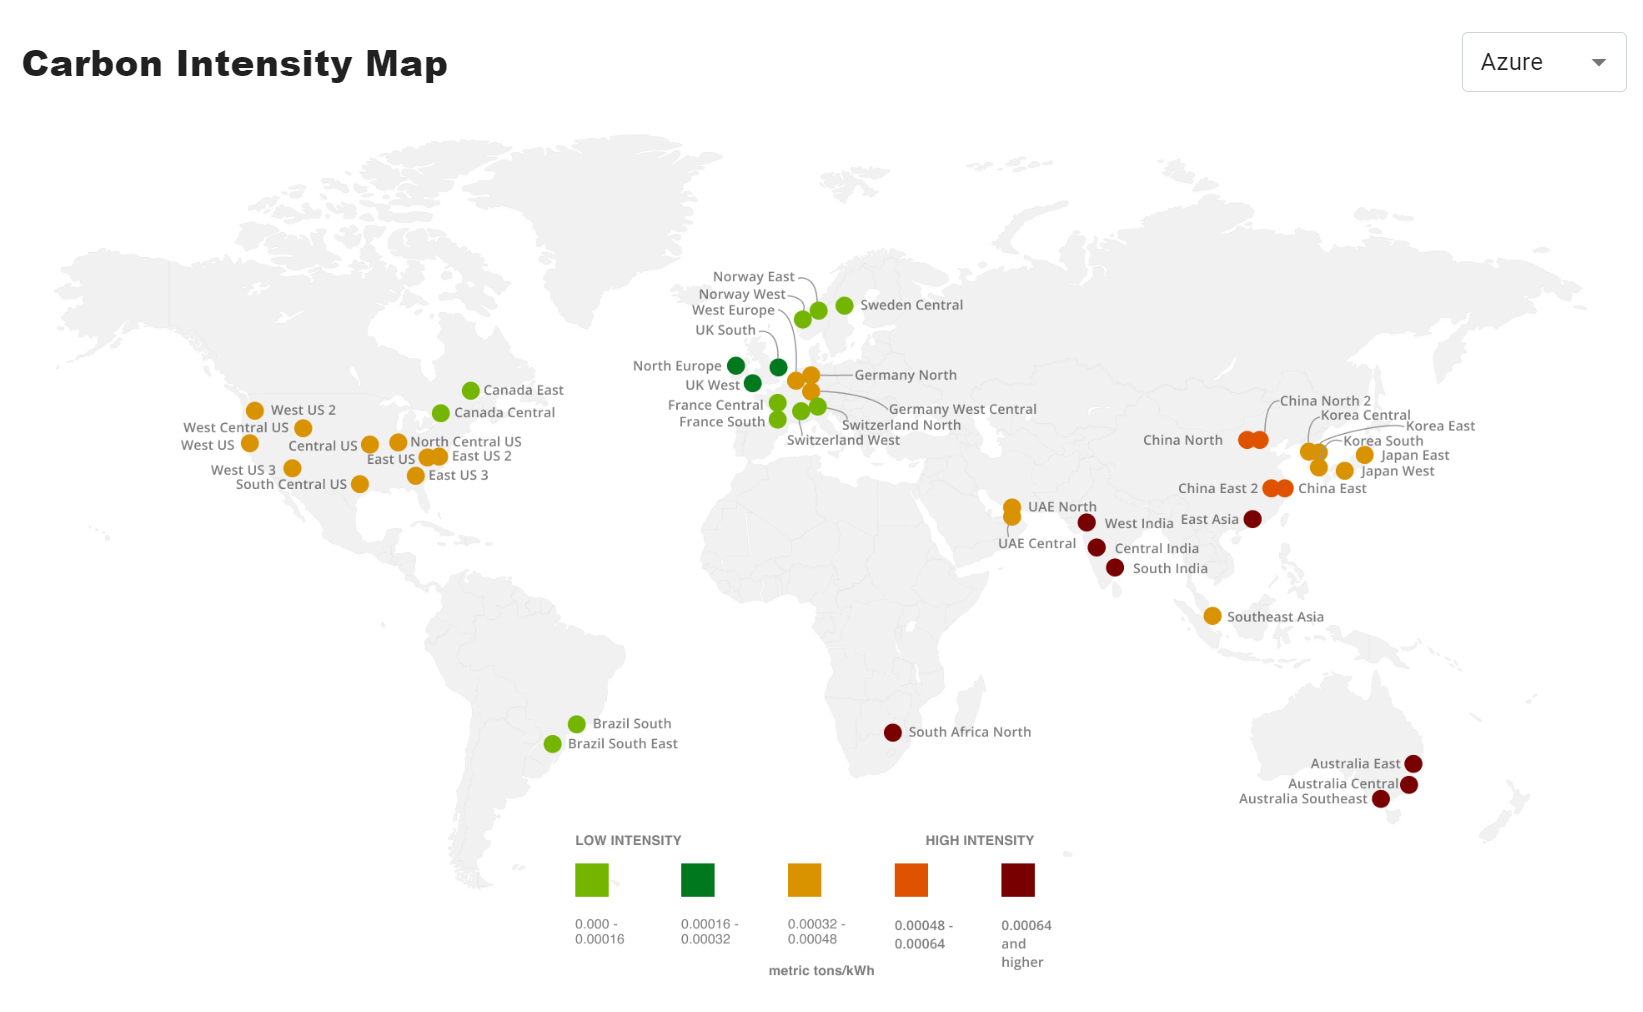 Carbon Intensity Map
Azure
Norway East
Norway West
West Europe
UK South
Sweden Central
North Europe
UK West
Germany North
France Central
France South
Germany West Central
Switzerland North
Switzerland West
Canada East
Canada Central
West US 2
West Central US
West US
Central US
North Central US
East US
East US 2
West US 3
South Central US
East US 3
China North 2
Korea Central
Korea East
China North
Korea South
Japan East
Japan West
China East 2
China East
UAE North
UAE Central
West India
East Asia
Central India
South India
Southeast Asia
Brazil South
Brazil South East
South Africa North
Australia East
Australia Central
Australia Southeast
LOW INTENSITY
HIGH INTENSITY
0.000 -
0.00016
0.00016 -
0.00032
0.00032 -
0.00048
0.00048 -
0.00064
0.00064
and
higher
metric tons/kWh